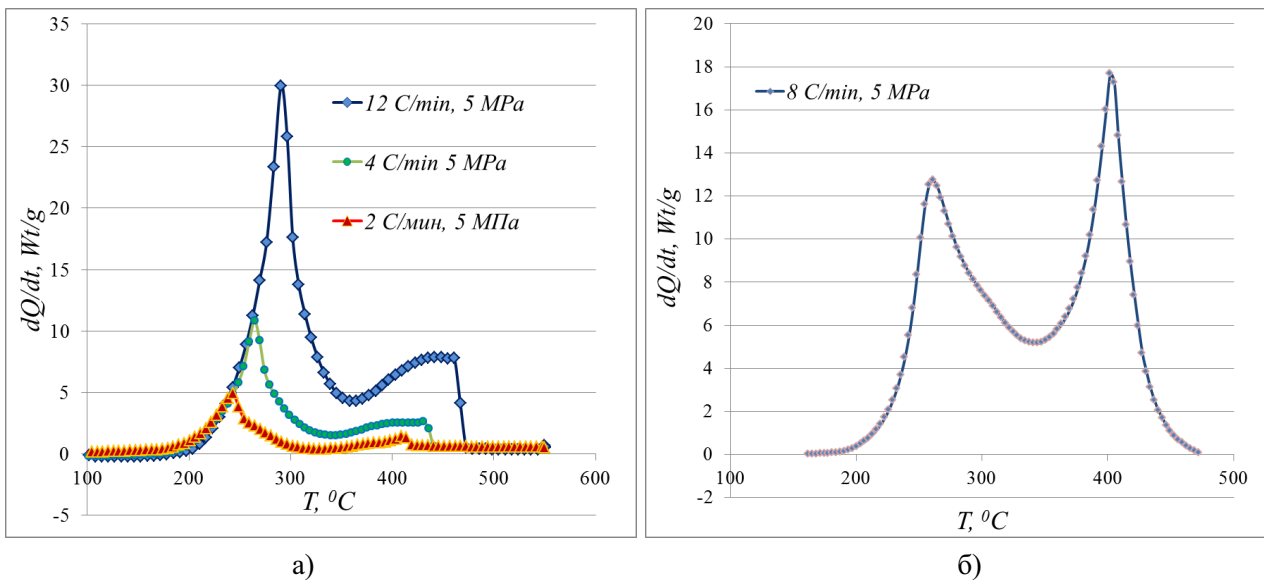 35
30
25
20
15
10
5
0
-5
dQ/dt, Wt/g
12 C/min, 5 MPa
4 C/min 5 MPa
2 С/мин, 5 МПа
100 200 300 400 500 600
T, ⁰C
а)
20
18
16
14
12
10
8
6
4
2
0
-2
dQ/dt, Wt/g
8 C/min, 5 MPa
100 200 300 400 500
T, ⁰C
б)